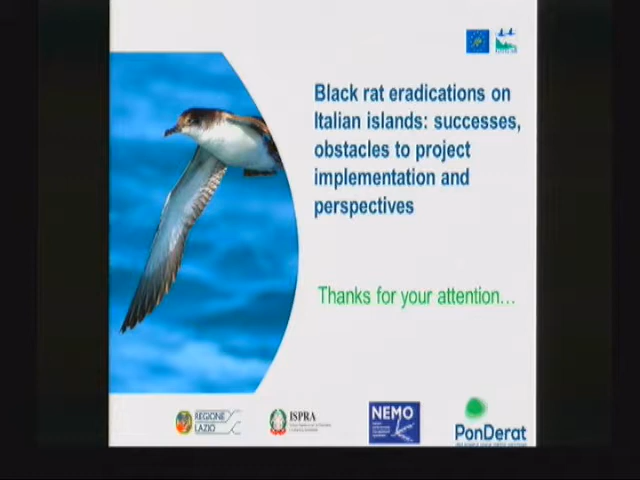 Black rat eradications on
Italian islands: successes,
obstacles to project
implementation and
perspectives
Thanks for your attention...
REGIONE
LAZIO
ISPRA
NEMO
PonDerat